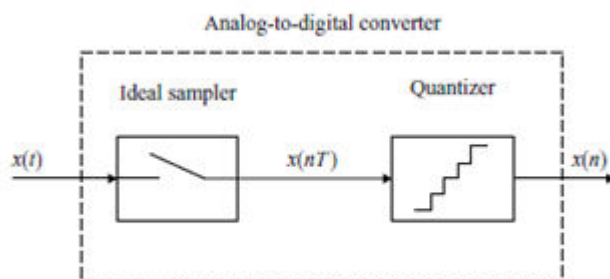 Analog-to-digital converter
Ideal sampler
Quantizer
x(t)
x(nT)
x(n)